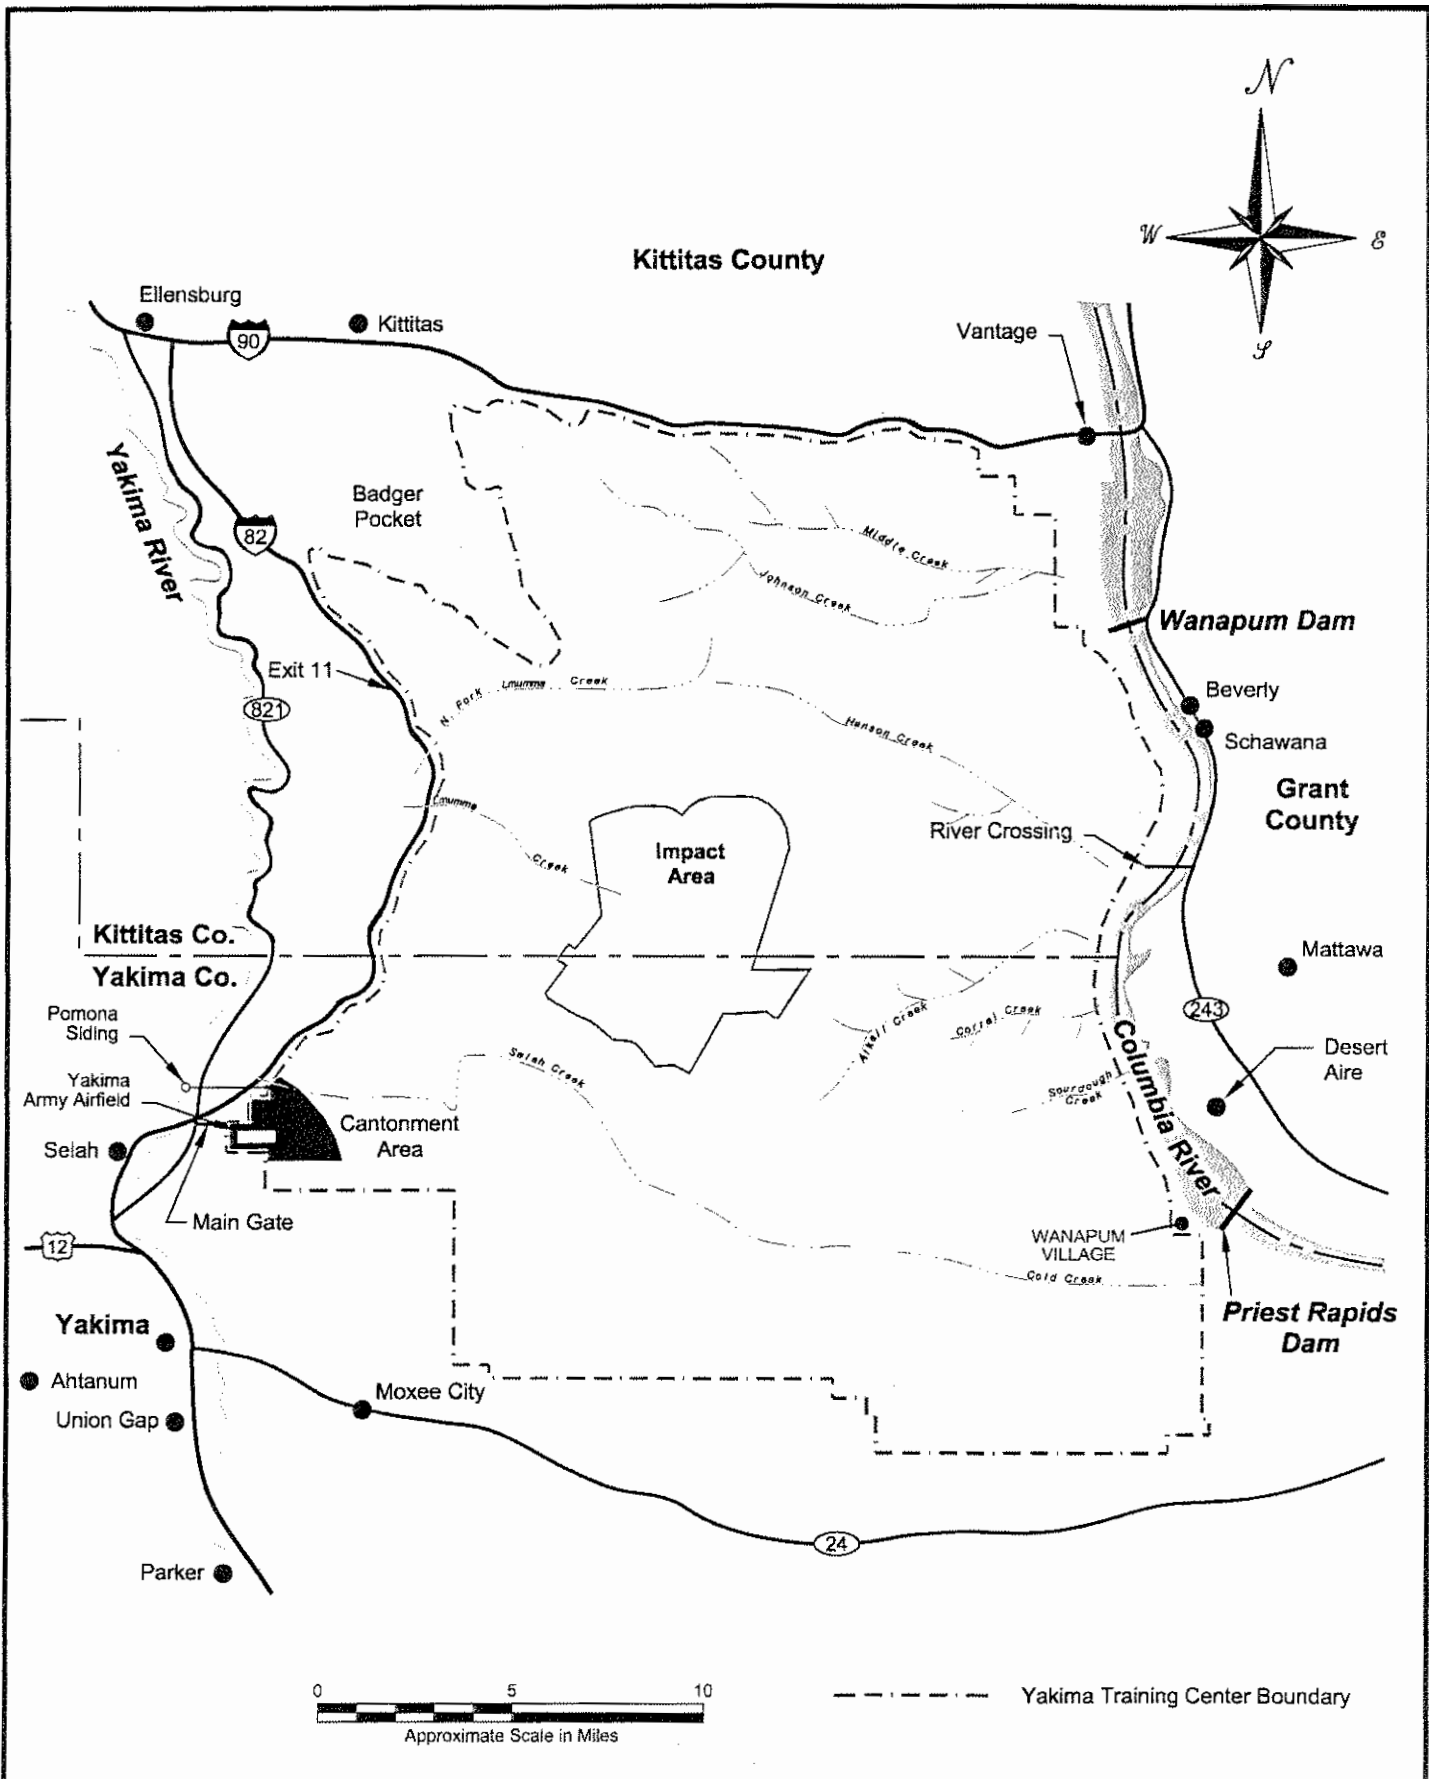 N
W
E
S
Kittitas County
Ellensburg
90
Kittitas
Vantage
Yakima River
Badger
Pocket
82
Middle Creek
Johnson Creek
Wanapum Dam
Exit 11
N. Fork Lmumma Creek
821
Beverly
Schawana
Hanson Creek
Grant
County
Lmumma
Creek
River Crossing
Impact
Area
Kittitas Co.
Yakima Co.
Mattawa
243
Pomona
Siding
Alkali Creek
Corral Creek
Columbia River
Desert
Aire
Selah Creek
Yakima
Army Airfield
Sourdough
Creek
Cantonment
Area
Selah
Main Gate
12
WANAPUM
VILLAGE
Cold Creek
Priest Rapids
Dam
Yakima
Ahtanum
Union Gap
Moxee City
24
Parker
0 5 10
Approximate Scale in Miles
Yakima Training Center Boundary